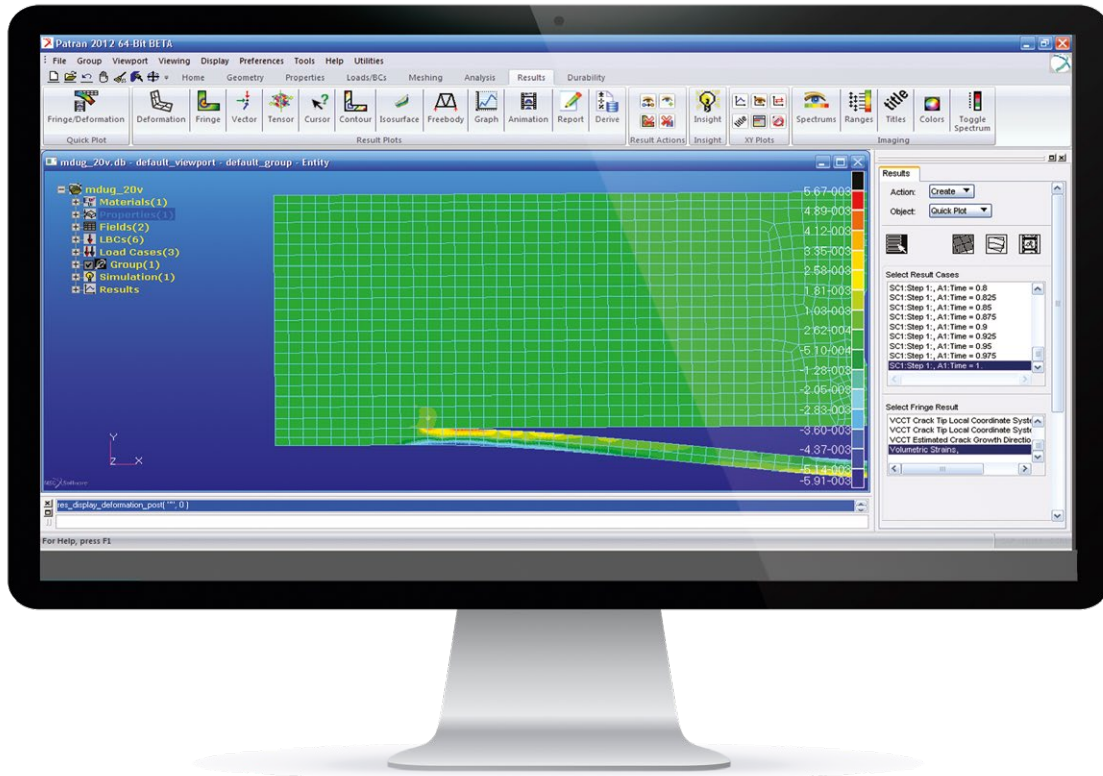 Patran 2012 64-Bit BETA
File Group Viewport Viewing Display Preferences Tools Help Utilities
Home Geometry Properties Loads/BCs Meshing Analysis Results Durability
Fringe/Deformation Deformation Fringe Vector Tensor Cursor Contour Isosurface Freebody Graph Animation Report Derive Insight Spectrums Ranges Titles Colors Toggle Spectrum
Quick Plot Result Plots Result Actions Insight XY Plots Imaging
mdug_20v.db - default_viewport - default_group - Entity
mdug_20v
Materials(1)
Properties(1)
Fields(2)
LBCs(6)
Load Cases(3)
Group(1)
Simulation(1)
Results
5.67-003
4.89-003
4.12-003
3.35-003
2.58-003
1.81-003
1.03-003
2.62-004
-5.10-004
-1.28-003
-2.05-003
-2.83-003
-3.60-003
-4.37-003
-5.14-003
-5.91-003
Y
Z X
Results
Action: Create
Object: Quick Plot
Select Result Cases
SC1:Step 1:, A1:Time = 0.8
SC1:Step 1:, A1:Time = 0.825
SC1:Step 1:, A1:Time = 0.85
SC1:Step 1:, A1:Time = 0.875
SC1:Step 1:, A1:Time = 0.9
SC1:Step 1:, A1:Time = 0.925
SC1:Step 1:, A1:Time = 0.95
SC1:Step 1:, A1:Time = 0.975
SC1:Step 1:, A1:Time = 1.
Select Fringe Result
VCCT Crack Tip Local Coordinate Syste
VCCT Crack Tip Local Coordinate Syste
VCCT Estimated Crack Growth Directio
Volumetric Strains,
res_display_deformation_post( "", 0 )
For Help, press F1